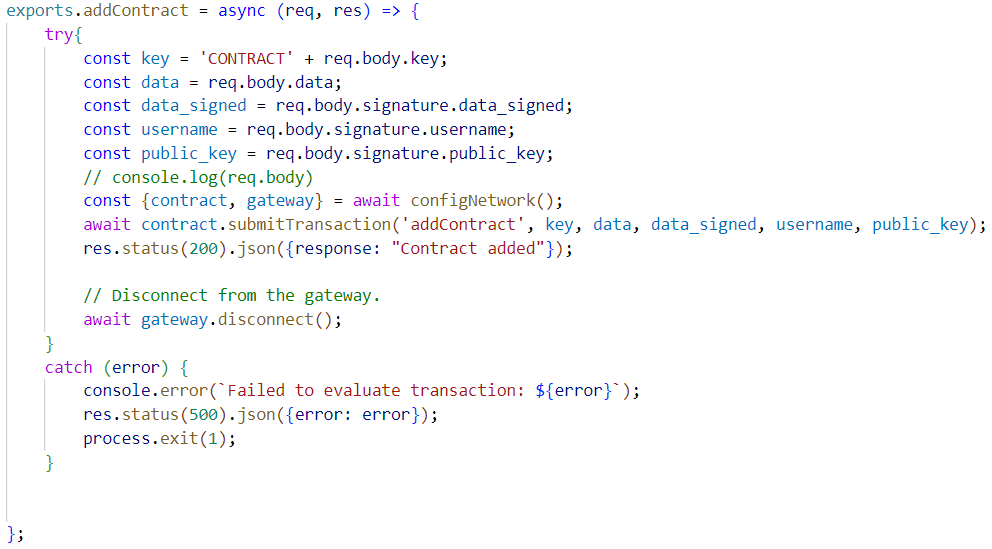 exports.addContract = async (req, res) => {
    try{
        const key = 'CONTRACT' + req.body.key;
        const data = req.body.data;
        const data_signed = req.body.signature.data_signed;
        const username = req.body.signature.username;
        const public_key = req.body.signature.public_key;
        // console.log(req.body)
        const {contract, gateway} = await configNetwork();
        await contract.submitTransaction('addContract', key, data, data_signed, username, public_key);
        res.status(200).json({response: "Contract added"});

        // Disconnect from the gateway.
        await gateway.disconnect();
    }
    catch (error) {
        console.error(`Failed to evaluate transaction: ${error}`);
        res.status(500).json({error: error});
        process.exit(1);
    }


};